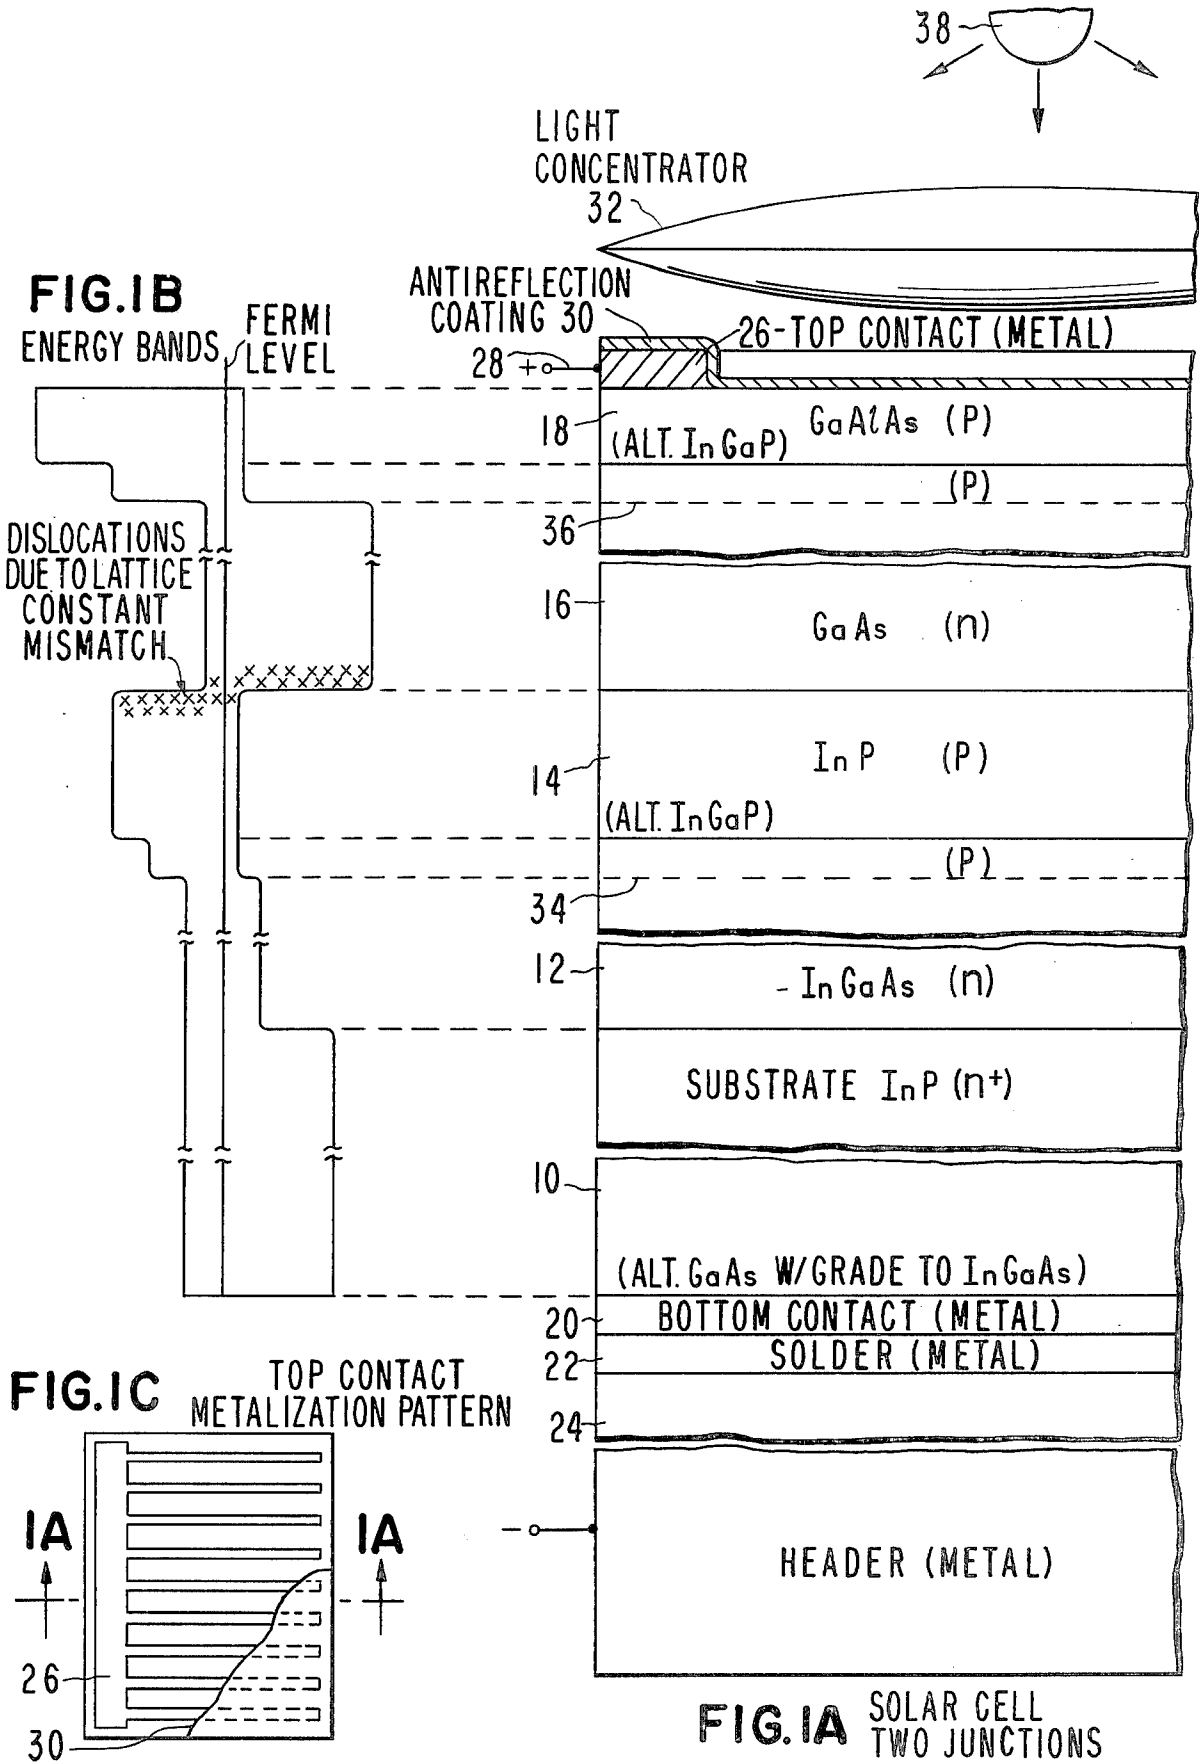 38
LIGHT
CONCENTRATOR
32
FIG.1B
ENERGY BANDS
FERMI
LEVEL
ANTIREFLECTION
COATING 30
26-TOP CONTACT (METAL)
28 +
18
GaAlAs (P)
(ALT. InGaP)
(P)
36
DISLOCATIONS
DUE TO LATTICE
CONSTANT
MISMATCH
16
GaAs (n)
14
InP (P)
(ALT. InGaP)
(P)
34
12
- InGaAs (n)
SUBSTRATE InP (n+)
10
(ALT. GaAs W/GRADE TO InGaAs)
20
BOTTOM CONTACT (METAL)
22
SOLDER (METAL)
24
FIG.1C
TOP CONTACT
METALIZATION PATTERN
1A
1A
26
30
-
HEADER (METAL)
FIG.1A
SOLAR CELL
TWO JUNCTIONS